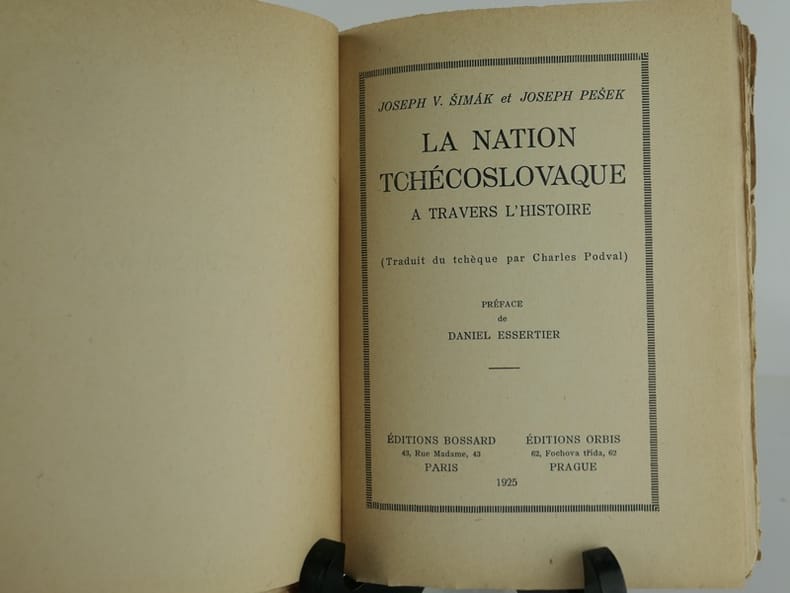 JOSEPH V. ŠIMÁK et JOSEPH PEŠEK
LA NATION
TCHÉCOSLOVAQUE
A TRAVERS L'HISTOIRE
(Traduit du tchèque par Charles Podval)
PRÉFACE
de
DANIEL ESSERTIER
ÉDITIONS BOSSARD
43, Rue Madame, 43
PARIS
ÉDITIONS ORBIS
62, Fochova třída, 62
PRAGUE
1925